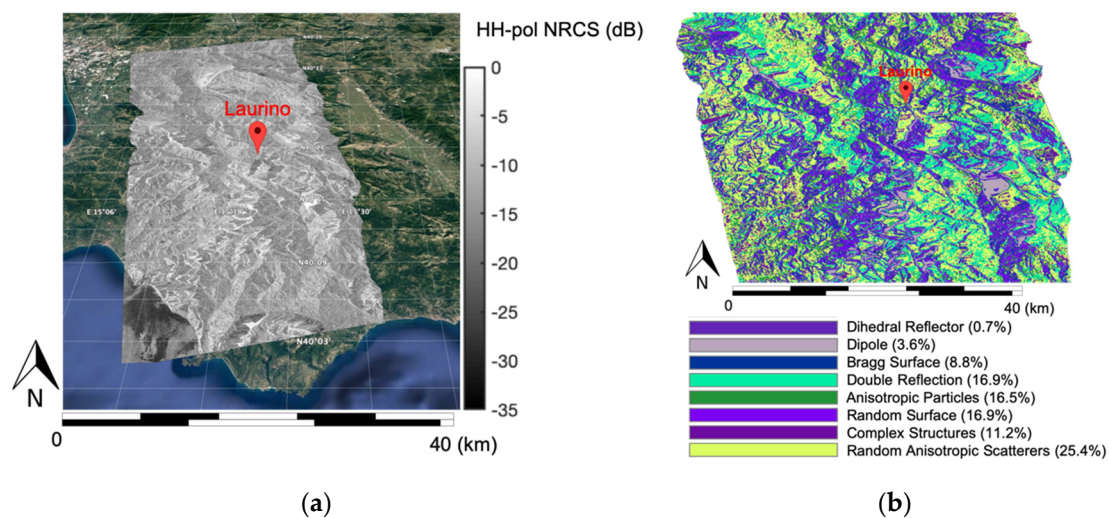 HH-pol NRCS (dB)
0
-5
-10
-15
-20
-25
-30
-35
Laurino
E 15°06'
E 15°30'
N40°09
N40°03
N
0
40 (km)
(a)
Laurino
N
0
40 (km)
Dihedral Reflector (0.7%)
Dipole (3.6%)
Bragg Surface (8.8%)
Double Reflection (16.9%)
Anisotropic Particles (16.5%)
Random Surface (16.9%)
Complex Structures (11.2%)
Random Anisotropic Scatterers (25.4%)
(b)